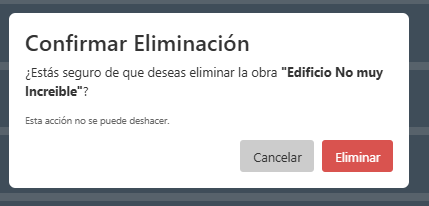 Confirmar Eliminación
¿Estás seguro de que deseas eliminar la obra "Edificio No muy
Increible"?
Esta acción no se puede deshacer.
Cancelar
Eliminar